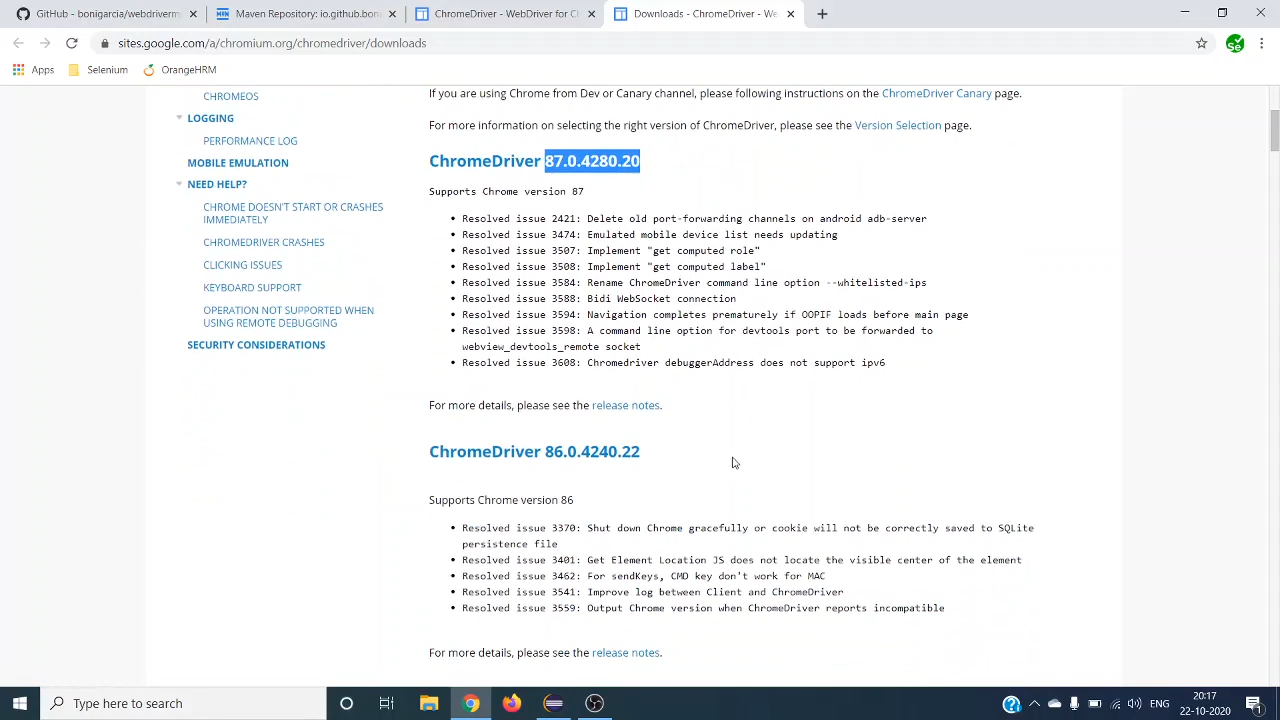 GitHub - bonigarcia/webdriverm
Maven Repository: io.github.bon
ChromeDriver - WebDriver for C
Downloads - ChromeDriver - We
sites.google.com/a/chromium.org/chromedriver/downloads
Apps
Selenium
OrangeHRM
CHROMEOS
LOGGING
PERFORMANCE LOG
MOBILE EMULATION
NEED HELP?
CHROME DOESN'T START OR CRASHES
IMMEDIATELY
CHROMEDRIVER CRASHES
CLICKING ISSUES
KEYBOARD SUPPORT
OPERATION NOT SUPPORTED WHEN
USING REMOTE DEBUGGING
SECURITY CONSIDERATIONS
If you are using Chrome from Dev or Canary channel, please following instructions on the ChromeDriver Canary page.
For more information on selecting the right version of ChromeDriver, please see the Version Selection page.
ChromeDriver 87.0.4280.20
Supports Chrome version 87
• Resolved issue 2421: Delete old port-forwarding channels on android adb-server
• Resolved issue 3474: Emulated mobile device list needs updating
• Resolved issue 3507: Implement "get computed role"
• Resolved issue 3508: Implement "get computed label"
• Resolved issue 3584: Rename ChromeDriver command line option --whitelisted-ips
• Resolved issue 3588: Bidi WebSocket connection
• Resolved issue 3594: Navigation completes prematurely if OOPIF loads before main page
• Resolved issue 3598: A command line option for devtools port to be forwarded to
webview_devtools_remote socket
• Resolved issue 3608: Chromedriver debuggerAddress does not support ipv6
For more details, please see the release notes.
ChromeDriver 86.0.4240.22
Supports Chrome version 86
• Resolved issue 3370: Shut down Chrome gracefully or cookie will not be correctly saved to SQLite
persistence file
• Resolved issue 3401: Get Element Location JS does not locate the visible center of the element
• Resolved issue 3462: For sendKeys, CMD key don't work for MAC
• Resolved issue 3541: Improve log between Client and ChromeDriver
• Resolved issue 3559: Output Chrome version when ChromeDriver reports incompatible
For more details, please see the release notes.
Type here to search
ENG
20:17
22-10-2020